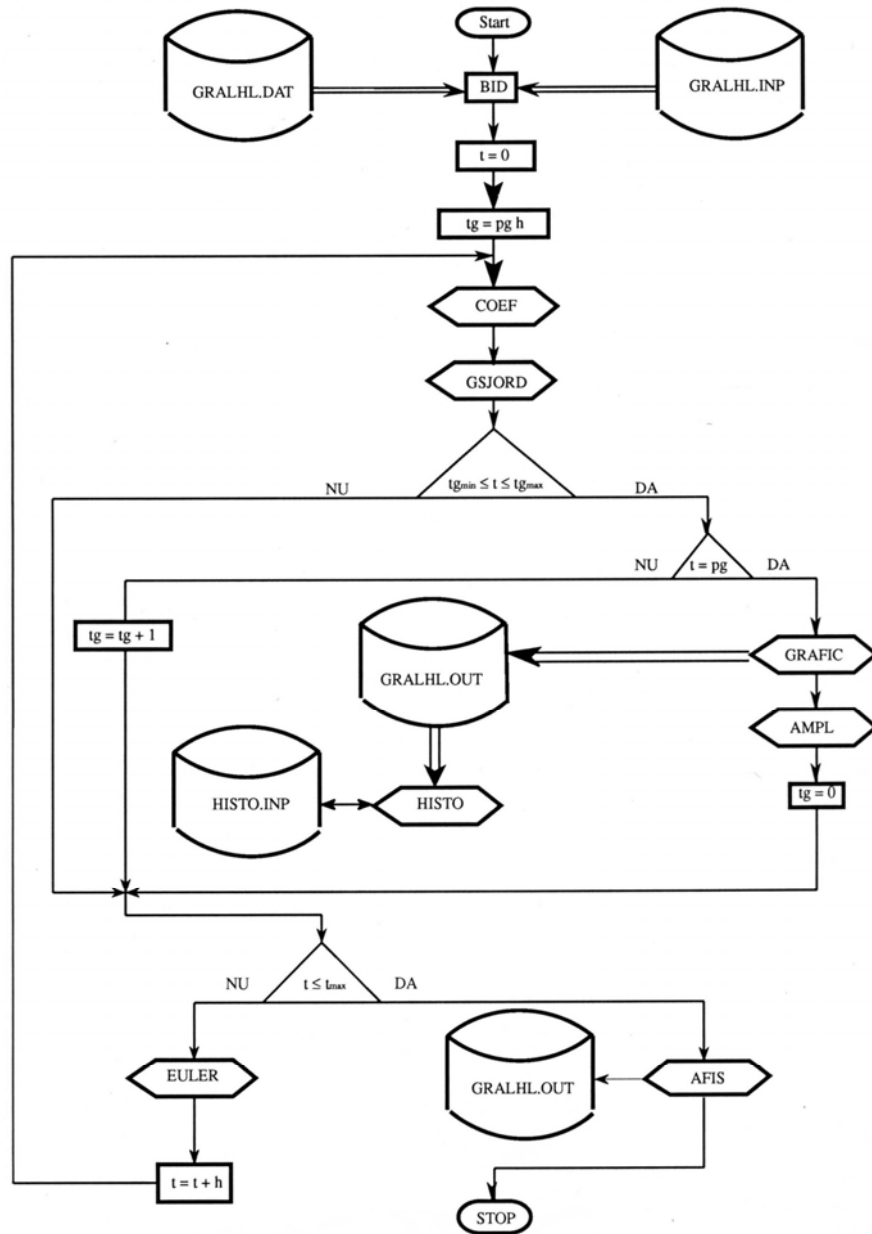 Start
GRALHL.DAT
BID
GRALHL.INP
t = 0
tg = pg h
COEF
GSJORD
NU
tgmin ≤ t ≤ tgmax
DA
NU
t = pg
DA
tg = tg + 1
GRALHL.OUT
GRAFIC
AMPL
HISTO.INP
HISTO
tg = 0
NU
t ≤ tmax
DA
EULER
GRALHL.OUT
AFIS
t = t + h
STOP